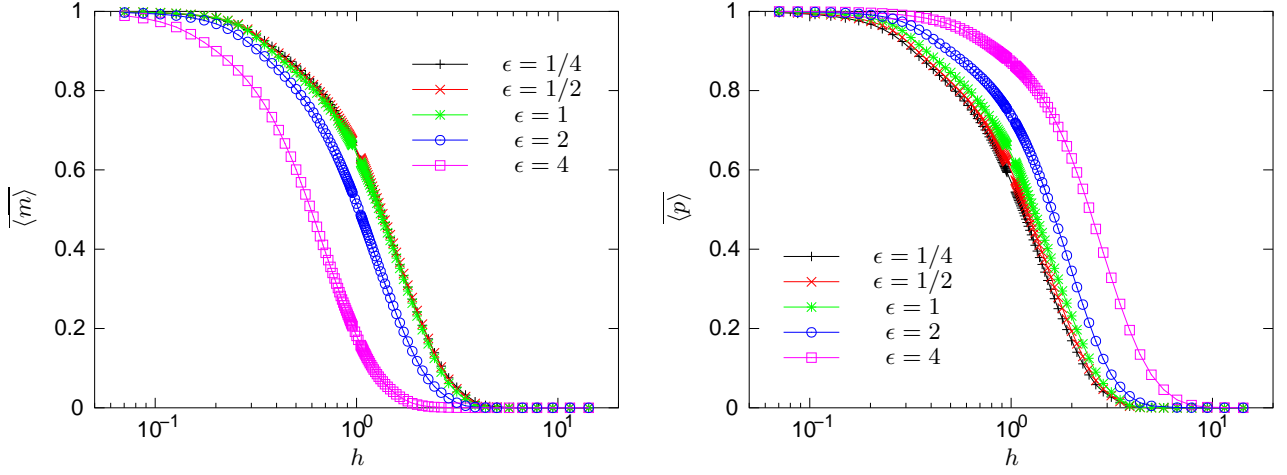 1
0.8
0.6
0.4
0.2
0
10⁻¹ 10⁰ 10¹
h
⟨m⟩
ϵ = 1/4
ϵ = 1/2
ϵ = 1
ϵ = 2
ϵ = 4
1
0.8
0.6
0.4
0.2
0
10⁻¹ 10⁰ 10¹
h
⟨p⟩
ϵ = 1/4
ϵ = 1/2
ϵ = 1
ϵ = 2
ϵ = 4